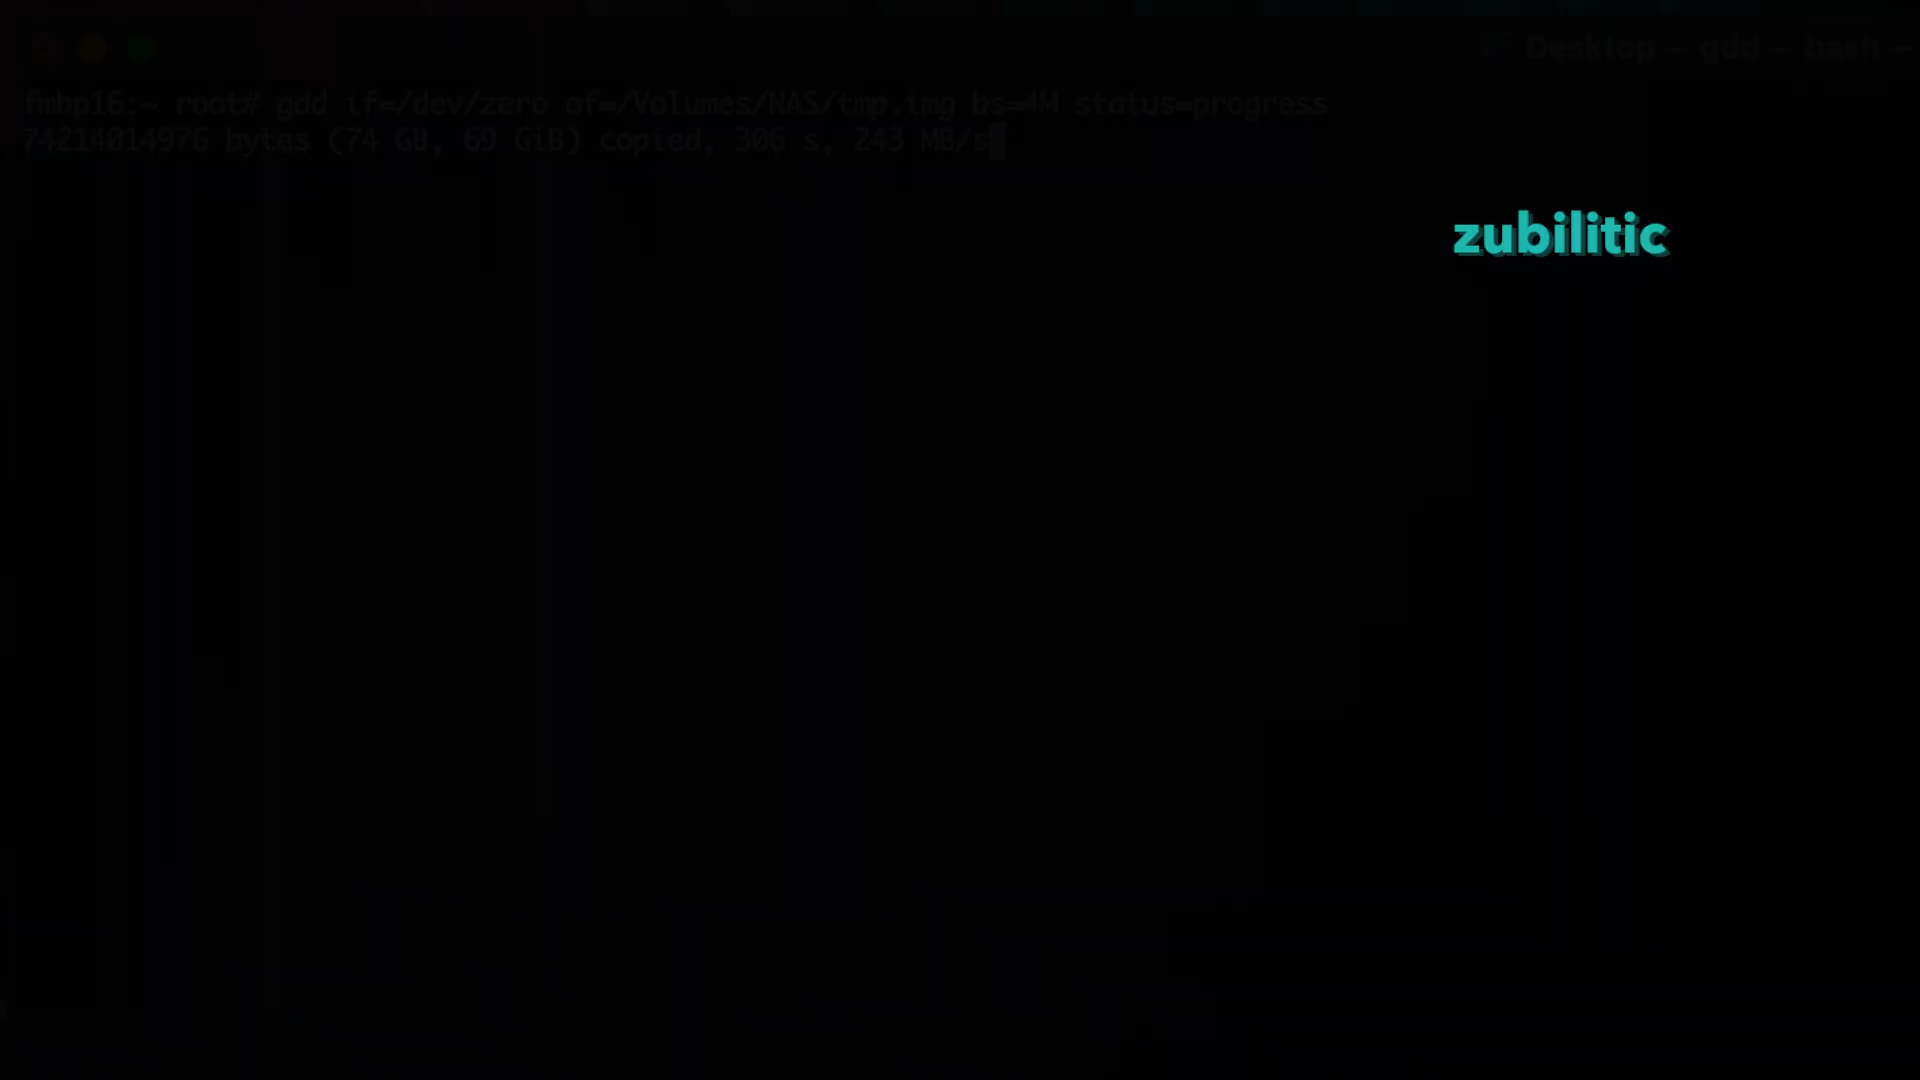 Desktop — gdd — bash —
fmbp16:~ root# gdd if=/dev/zero of=/Volumes/NAS/tmp.img bs=4M status=progress
74214014976 bytes (74 GB, 69 GiB) copied, 306 s, 243 MB/s
zubilitic